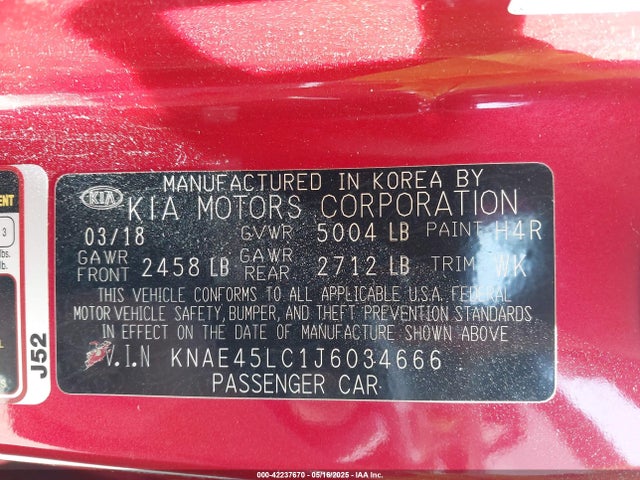 MANUFACTURED IN KOREA BY
KIA KIA MOTORS CORPORATION
03/18 GVWR 5004 LB PAINT H4R
GAWR FRONT 2458 LB GAWR REAR 2712 LB TRIM WK
THIS VEHICLE CONFORMS TO ALL APPLICABLE U.S.A. FEDERAL
MOTOR VEHICLE SAFETY, BUMPER, AND THEFT PREVENTION STANDARDS
IN EFFECT ON THE DATE OF MANUFACTURE SHOWN ABOVE
V.I.N KNAE45LC1J6034666
PASSENGER CAR
J52
3
lbs.
lb.
000-42237670 - 05/16/2025 - IAA Inc.